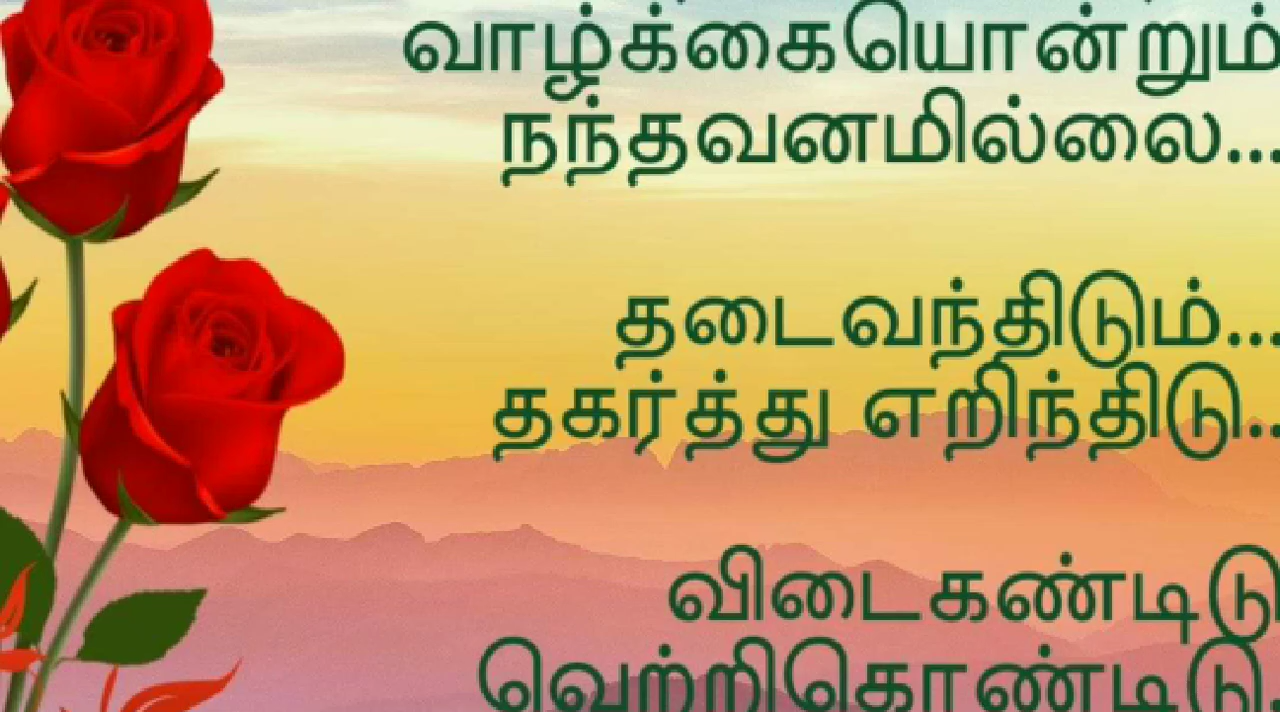 வாழ்க்கையொன்றும்
நந்தவனமில்லை...
தடைவந்திடும்...
தகர்த்து எறிந்திடு..
விடைகண்டிடு
வெற்றிகொண்டிடு.